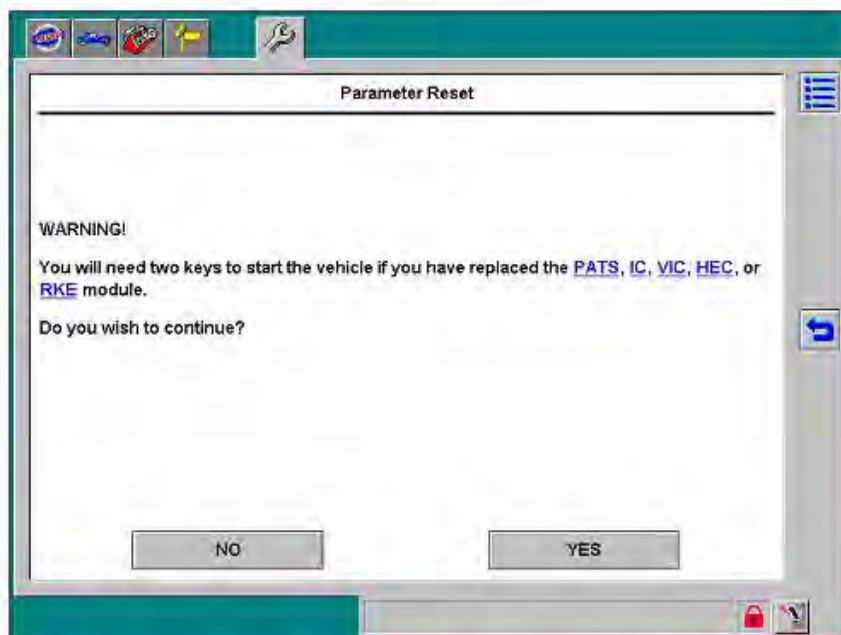 Parameter Reset
WARNING!
You will need two keys to start the vehicle if you have replaced the PATS, IC, VIC, HEC, or
RKE module.
Do you wish to continue?
NO
YES